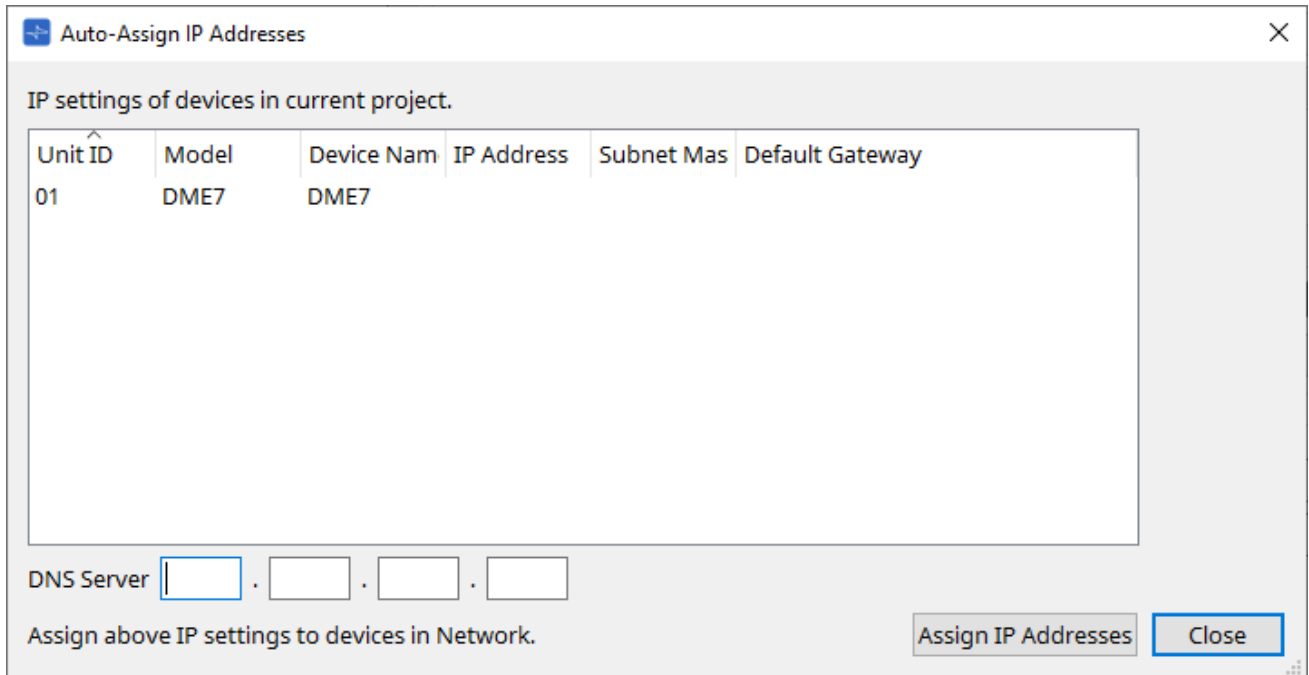 Auto-Assign IP Addresses
IP settings of devices in current project.
Unit ID Model Device Nam IP Address Subnet Mas Default Gateway
01 DME7 DME7
DNS Server . . .
Assign above IP settings to devices in Network. Assign IP Addresses Close